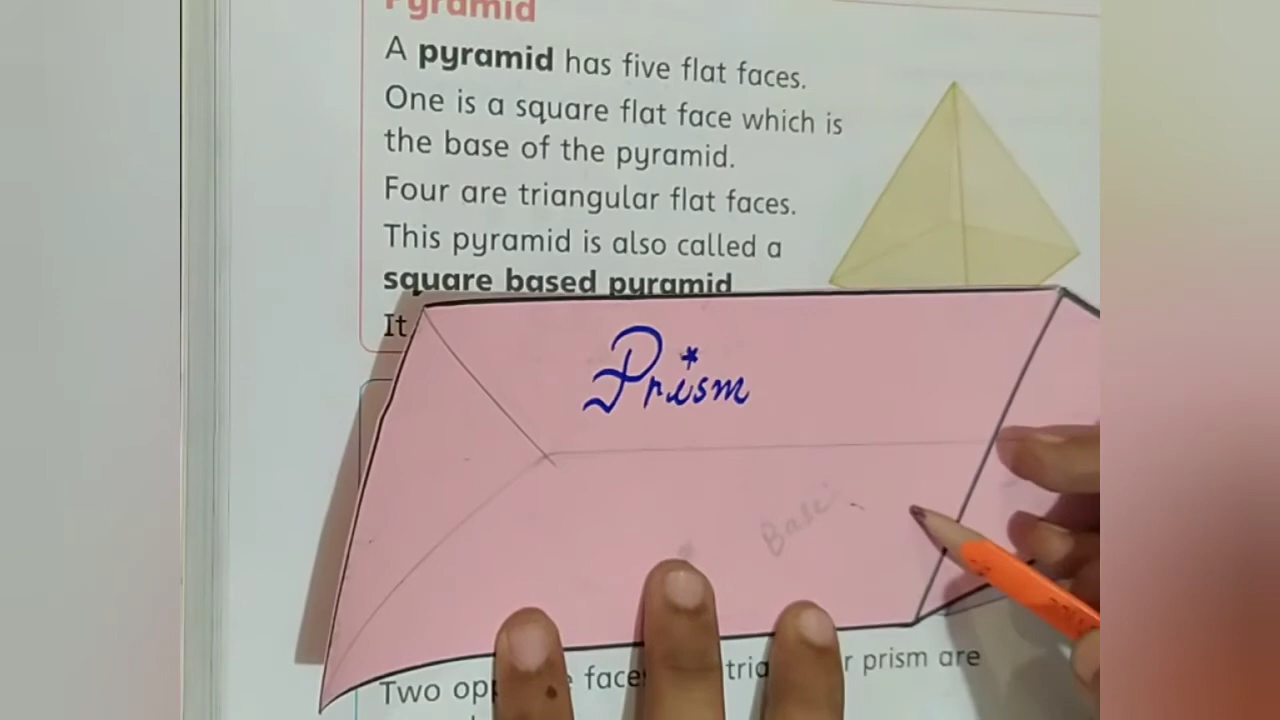 Pyramid
A pyramid has five flat faces.
One is a square flat face which is
the base of the pyramid.
Four are triangular flat faces.
This pyramid is also called a
square based pyramid
It
Prism
Base
Two face prism are